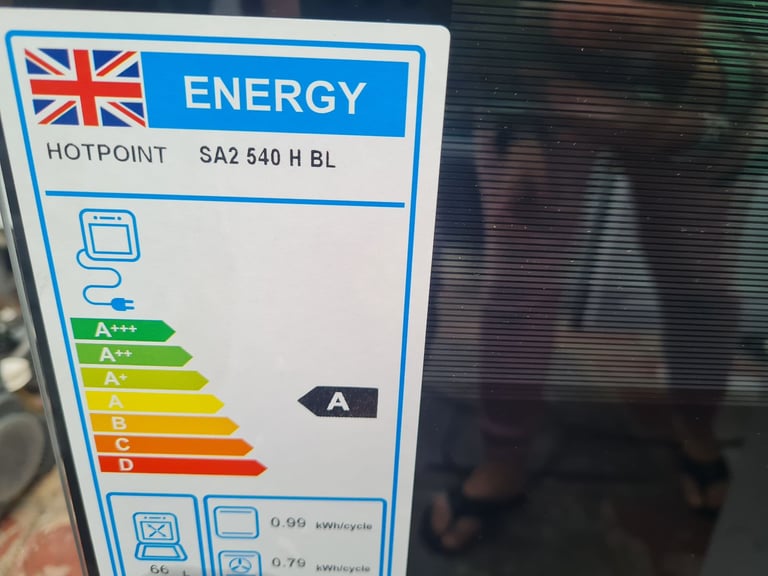 ENERGY
HOTPOINT SA2 540 H BL
A+++
A++
A+
A
A
B
C
D
0.99 kWh/cycle
66 L
0.79 kWh/cycle